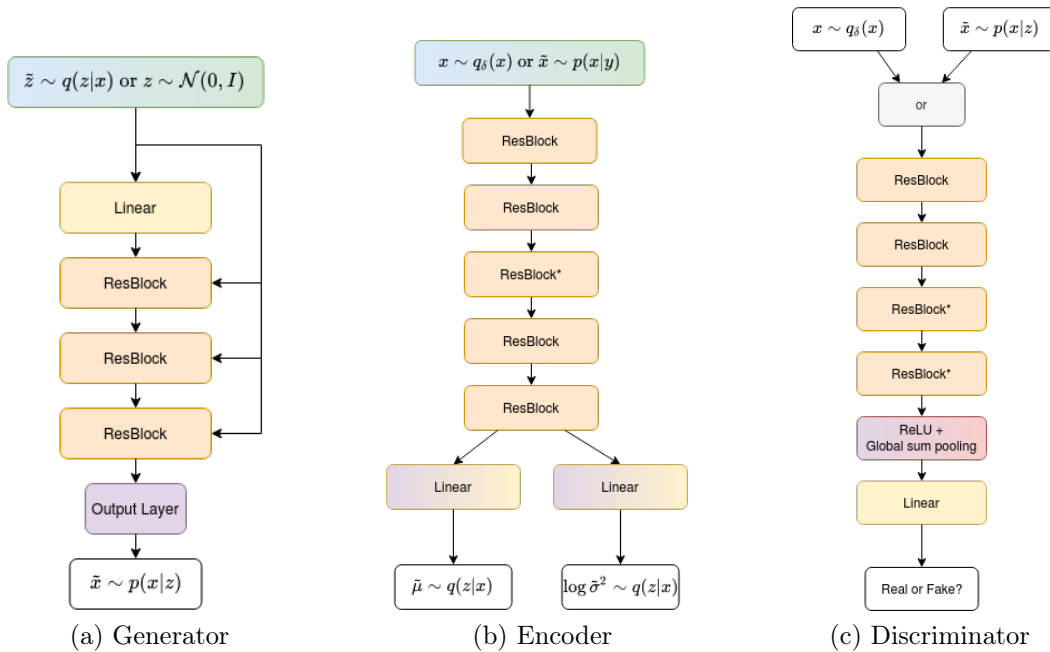 z̃ ∼ q(z|x) or z ∼ 𝒩(0, I)
Linear
ResBlock
ResBlock
ResBlock
Output Layer
x̃ ∼ p(x|z)
(a) Generator
x ∼ q_δ(x) or x̃ ∼ p(x|y)
ResBlock
ResBlock
ResBlock*
ResBlock
ResBlock
Linear
Linear
μ̃ ∼ q(z|x)
log σ̃² ∼ q(z|x)
(b) Encoder
x ∼ q_δ(x)
x̃ ∼ p(x|z)
or
ResBlock
ResBlock
ResBlock*
ResBlock*
ReLU +
Global sum pooling
Linear
Real or Fake?
(c) Discriminator